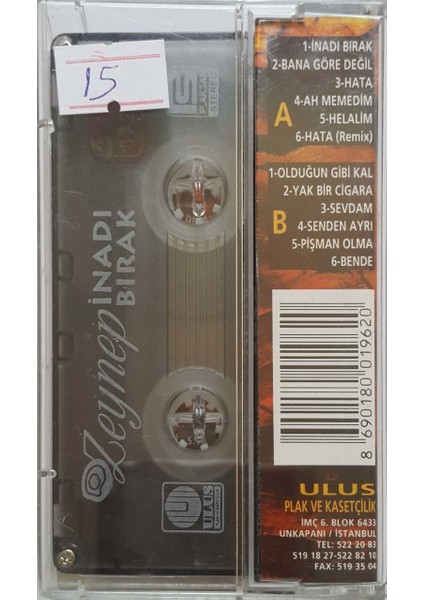 15
P.AKSAN
STEREO
Zeynep
İNADI
BIRAK
ULUS
A
1-İNADI BIRAK
2-BANA GÖRE DEĞİL
3-HATA
4-AH MEMEDİM
5-HELALİM
6-HATA (Remix)
B
1-OLDUĞUN GİBİ KAL
2-YAK BİR CİGARA
3-SEVDAM
4-SENDEN AYRI
5-PİŞMAN OLMA
6-BENDE
8 690180 019620
ULUS
PLAK VE KASETÇİLİK
İMÇ 6. BLOK 6433
UNKAPANI / İSTANBUL
TEL: 522 20 83
519 18 27-522 82 10
FAX: 519 35 04